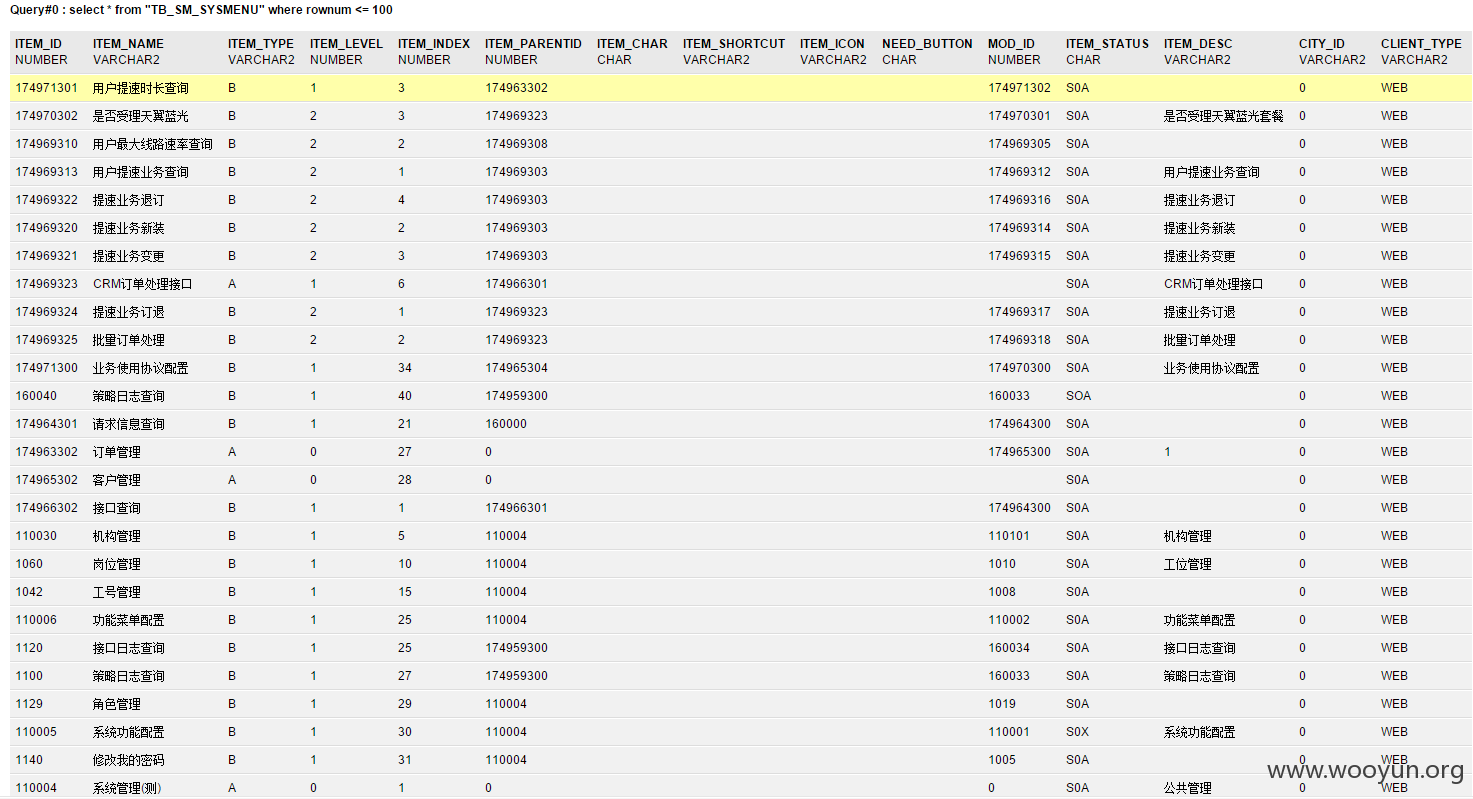 Query#0 : select * from "TB_SM_SYSMENU" where rownum <= 100
ITEM_ID ITEM_NAME ITEM_TYPE ITEM_LEVEL ITEM_INDEX ITEM_PARENTID ITEM_CHAR ITEM_SHORTCUT ITEM_ICON NEED_BUTTON MOD_ID ITEM_STATUS ITEM_DESC CITY_ID CLIENT_TYPE
NUMBER VARCHAR2 VARCHAR2 NUMBER NUMBER NUMBER CHAR VARCHAR2 VARCHAR2 CHAR NUMBER CHAR VARCHAR2 VARCHAR2 VARCHAR2
174971301 用户提速时长查询 B 1 3 174963302 174971302 S0A 0 WEB
174970302 是否受理天翼蓝光 B 2 3 174969323 174970301 S0A 是否受理天翼蓝光套餐 0 WEB
174969310 用户最大线路速率查询 B 2 2 174969308 174969305 S0A 0 WEB
174969313 用户提速业务查询 B 2 1 174969303 174969312 S0A 用户提速业务查询 0 WEB
174969322 提速业务退订 B 2 4 174969303 174969316 S0A 提速业务退订 0 WEB
174969320 提速业务新装 B 2 2 174969303 174969314 S0A 提速业务新装 0 WEB
174969321 提速业务变更 B 2 3 174969303 174969315 S0A 提速业务变更 0 WEB
174969323 CRM订单处理接口 A 1 6 174966301 S0A CRM订单处理接口 0 WEB
174969324 提速业务订退 B 2 1 174969323 174969317 S0A 提速业务订退 0 WEB
174969325 批量订单处理 B 2 2 174969323 174969318 S0A 批量订单处理 0 WEB
174971300 业务使用协议配置 B 1 34 174965304 174970300 S0A 业务使用协议配置 0 WEB
160040 策略日志查询 B 1 40 174959300 160033 SOA 0 WEB
174964301 请求信息查询 B 1 21 160000 174964300 S0A 0 WEB
174963302 订单管理 A 0 27 0 174965300 S0A 1 0 WEB
174965302 客户管理 A 0 28 0 S0A 0 WEB
174966302 接口查询 B 1 1 174966301 174964300 S0A 0 WEB
110030 机构管理 B 1 5 110004 110101 S0A 机构管理 0 WEB
1060 岗位管理 B 1 10 110004 1010 S0A 工位管理 0 WEB
1042 工号管理 B 1 15 110004 1008 S0A 0 WEB
110006 功能菜单配置 B 1 25 110004 110002 S0A 功能菜单配置 0 WEB
1120 接口日志查询 B 1 25 174959300 160034 S0A 接口日志查询 0 WEB
1100 策略日志查询 B 1 27 174959300 160033 S0A 策略日志查询 0 WEB
1129 角色管理 B 1 29 110004 1019 S0A 0 WEB
110005 系统功能配置 B 1 30 110004 110001 S0X 系统功能配置 0 WEB
1140 修改我的密码 B 1 31 110004 1005 S0A 0 WEB
110004 系统管理(测) A 0 1 0 0 S0A 公共管理 0 WEB
www.wooyun.org